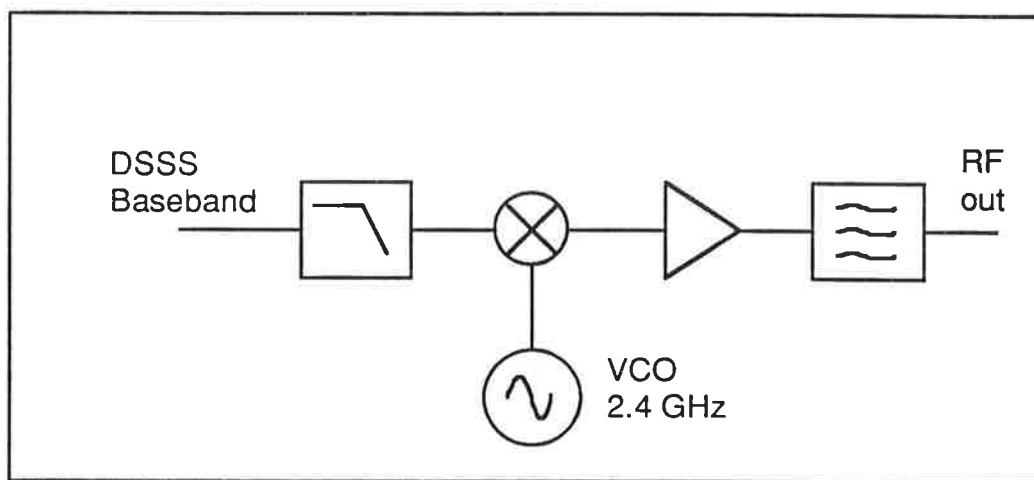 DSSS
Baseband
RF
out
VCO
2.4 GHz